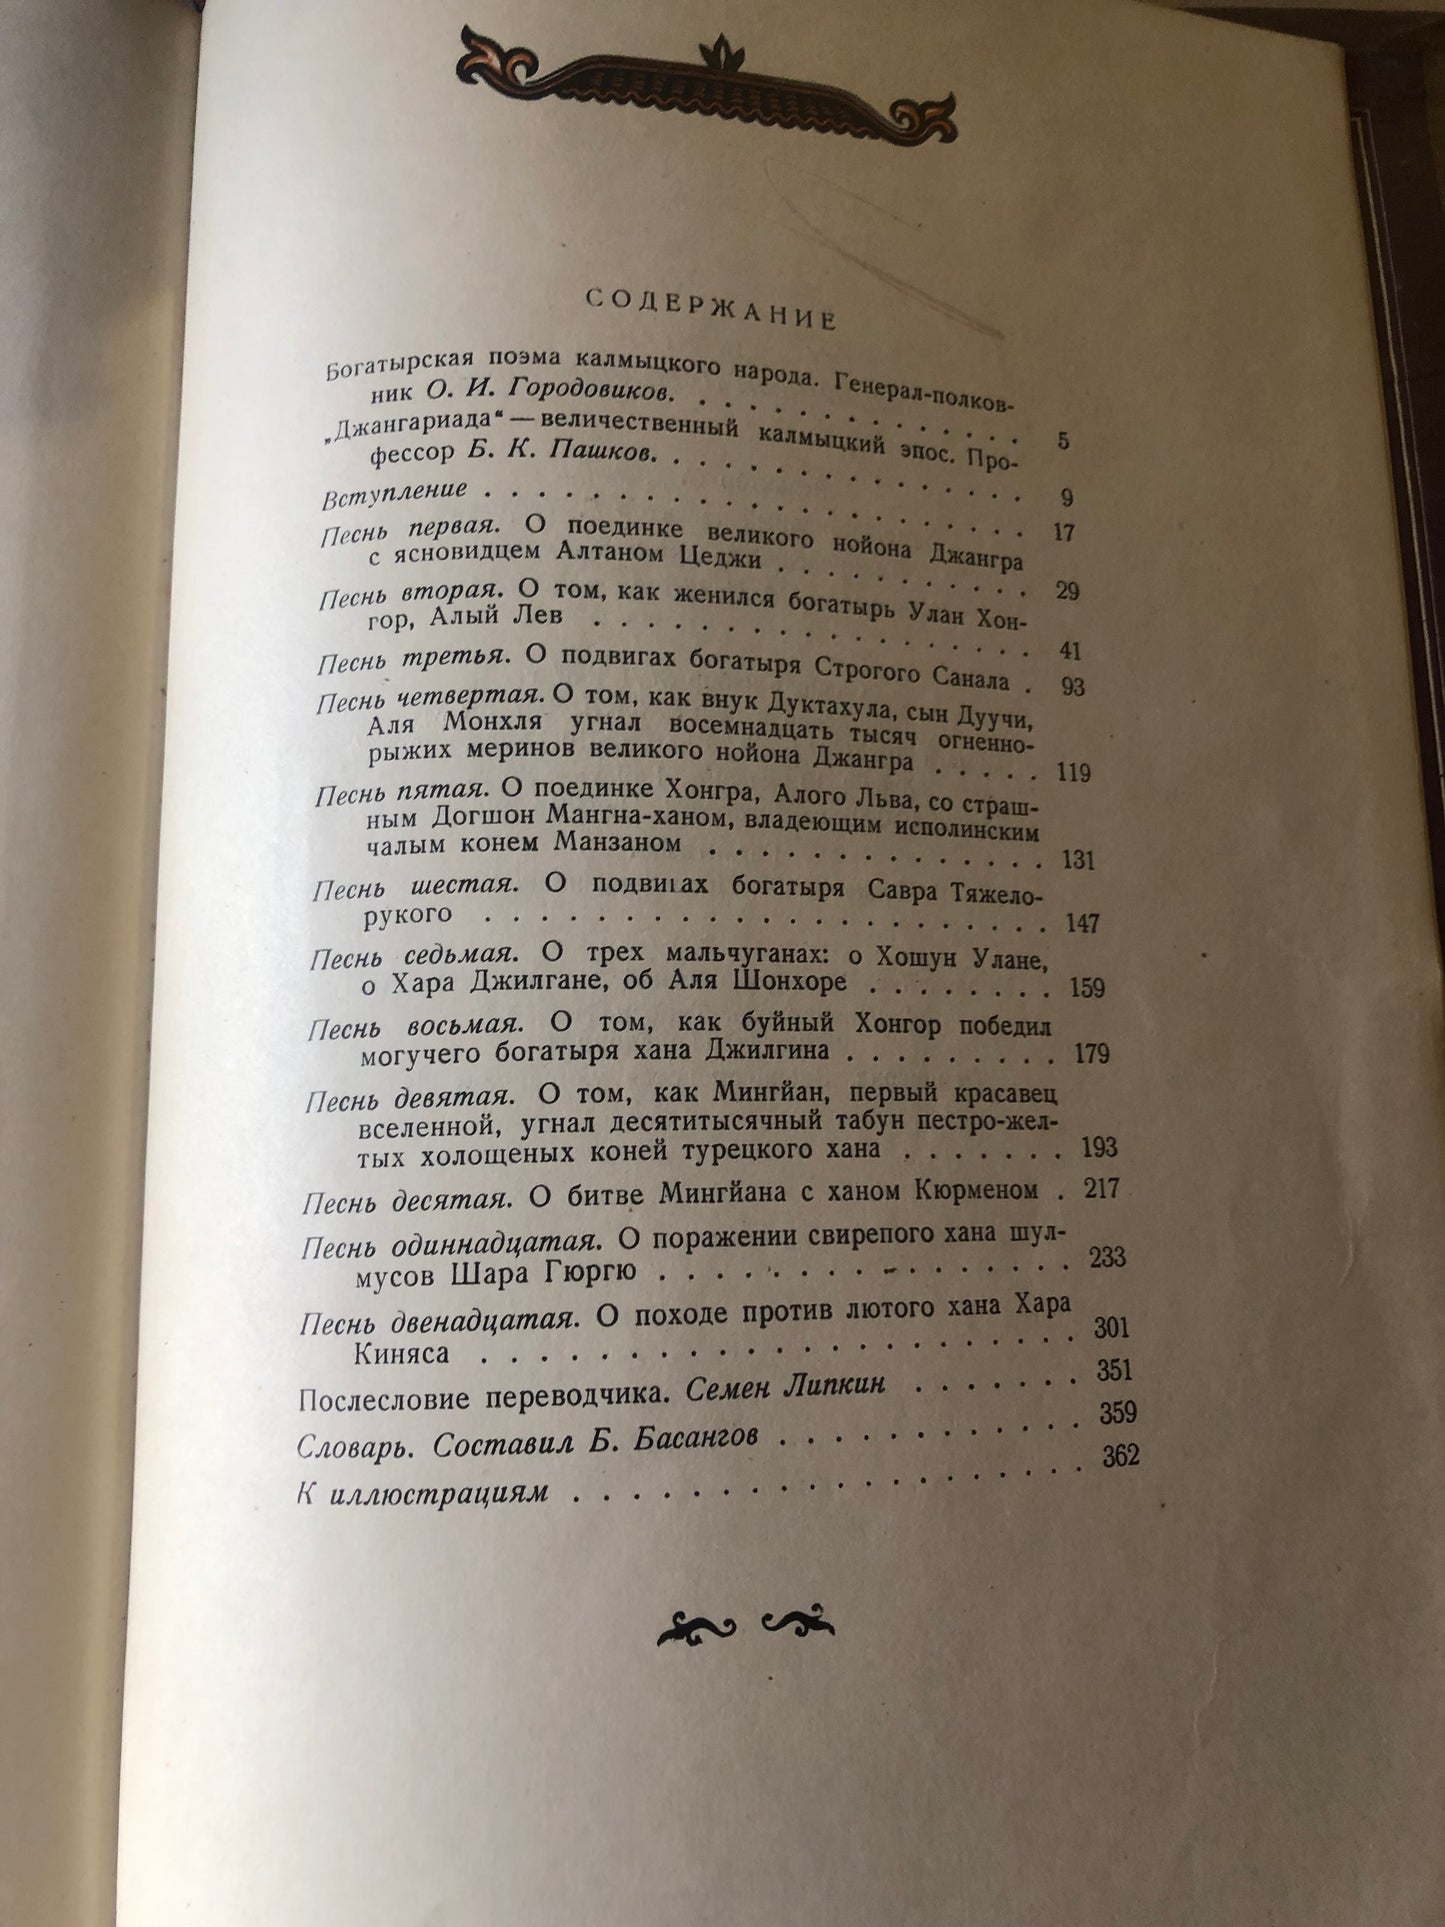 СОДЕРЖАНИЕ
Богатырская поэма калмыцкого народа. Генерал-полков-
ник О. И. Городовиков. . . . . . . . . . . . . 5
„Джангариада“ — величественный калмыцкий эпос. Про-
фессор Б. К. Пашков. . . . . . . . . . . . . . 9
Вступление . . . . . . . . . . . . . . . . . . . . 17
Песнь первая. О поединке великого нойона Джангра
с ясновидцем Алтаном Цеджи . . . . . . . . . . 29
Песнь вторая. О том, как женился богатырь Улан Хон-
гор, Алый Лев . . . . . . . . . . . . . . . . . 41
Песнь третья. О подвигах богатыря Строгого Санала . 93
Песнь четвертая. О том, как внук Дуктахула, сын Дуучи,
Аля Монхля угнал восемнадцать тысяч огненно-
рыжих меринов великого нойона Джангра . . . . . 119
Песнь пятая. О поединке Хонгра, Алого Льва, со страш-
ным Догшон Мангна-ханом, владеющим исполинским
чалым конем Манзаном . . . . . . . . . . . . . 131
Песнь шестая. О подвигах богатыря Савра Тяжело-
рукого . . . . . . . . . . . . . . . . . . . . . 147
Песнь седьмая. О трех мальчуганах: о Хошун Улане,
о Хара Джилгане, об Аля Шонхоре . . . . . . . . 159
Песнь восьмая. О том, как буйный Хонгор победил
могучего богатыря хана Джилгина . . . . . . . . . 179
Песнь девятая. О том, как Мингйан, первый красавец
вселенной, угнал десятитысячный табун пестро-жел-
тых холощеных коней турецкого хана . . . . . . . 193
Песнь десятая. О битве Мингйана с ханом Кюрменом . 217
Песнь одиннадцатая. О поражении свирепого хана шул-
мусов Шара Гюргю . . . . . . . . . . . . . . . 233
Песнь двенадцатая. О походе против лютого хана Хара
Киняса . . . . . . . . . . . . . . . . . . . . . 301
Послесловие переводчика. Семен Липкин . . . . . . . 351
Словарь. Составил Б. Басангов . . . . . . . . . . . 359
К иллюстрациям . . . . . . . . . . . . . . . . . . 362